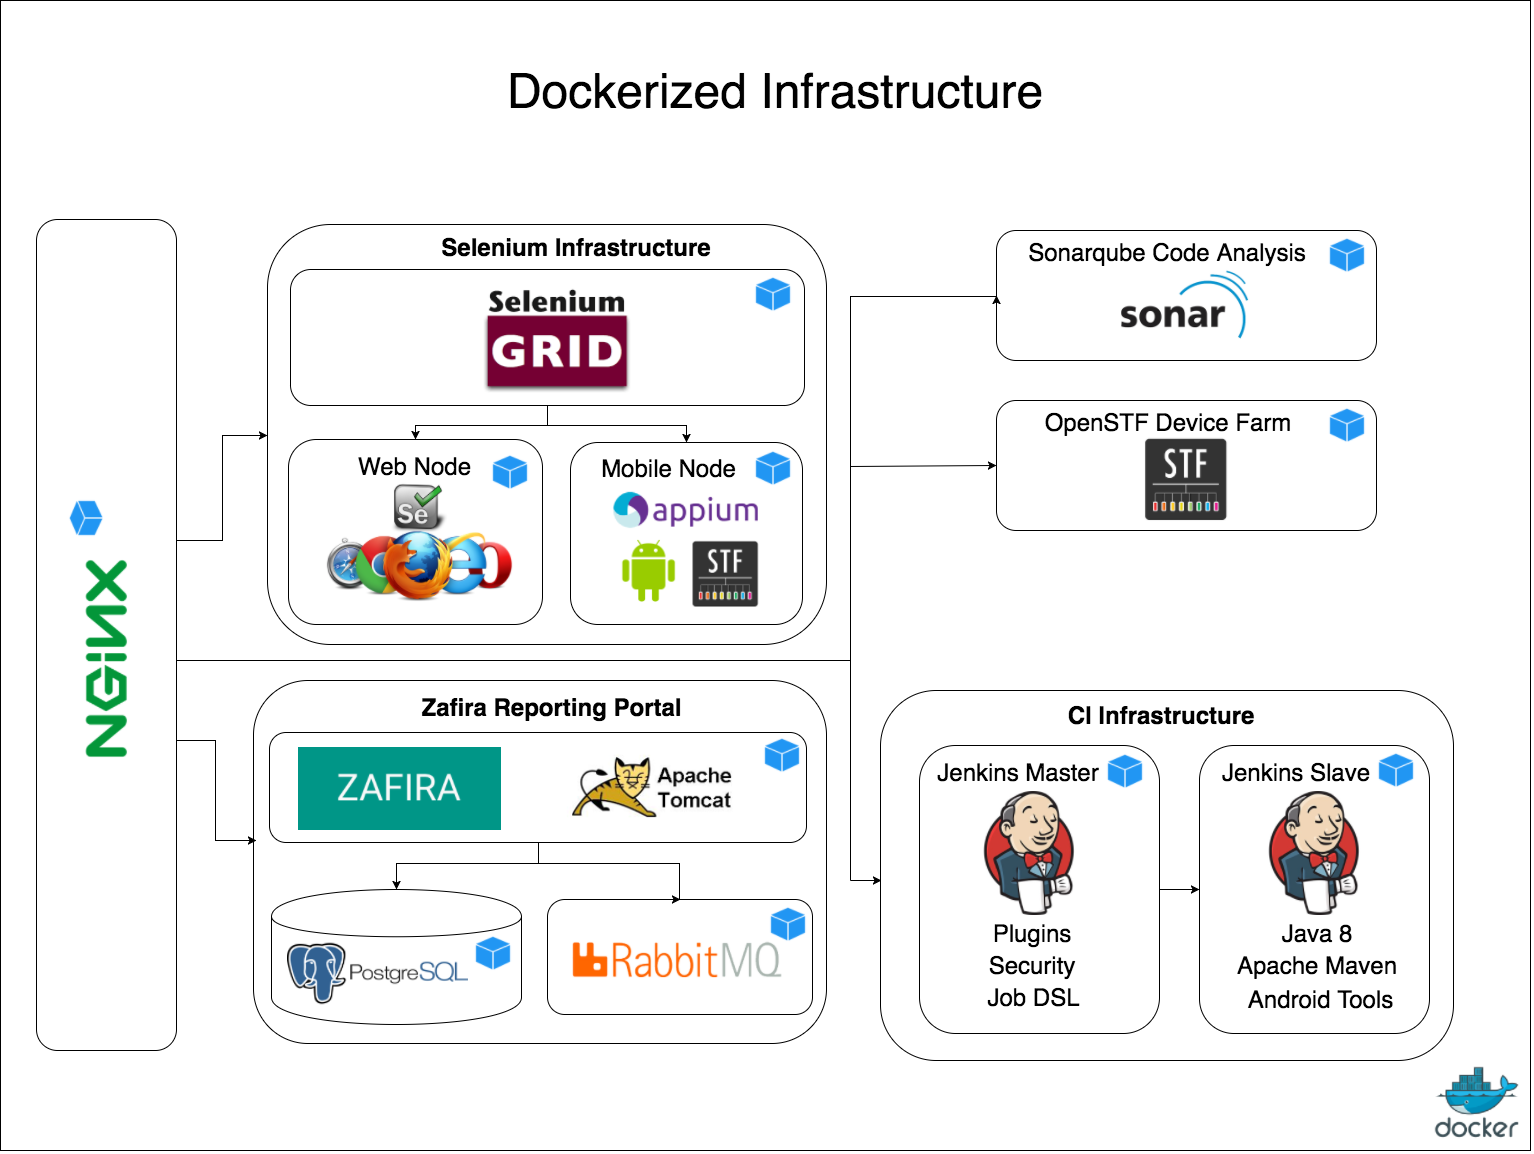 Dockerized Infrastructure
NGINX
Selenium Infrastructure
Selenium
GRID
Web Node
Se
Mobile Node
appium
STF
Sonarqube Code Analysis
sonar
OpenSTF Device Farm
STF
Zafira Reporting Portal
ZAFIRA
Apache
Tomcat
PostgreSQL
RabbitMQ
CI Infrastructure
Jenkins Master
Plugins
Security
Job DSL
Jenkins Slave
Java 8
Apache Maven
Android Tools
docker